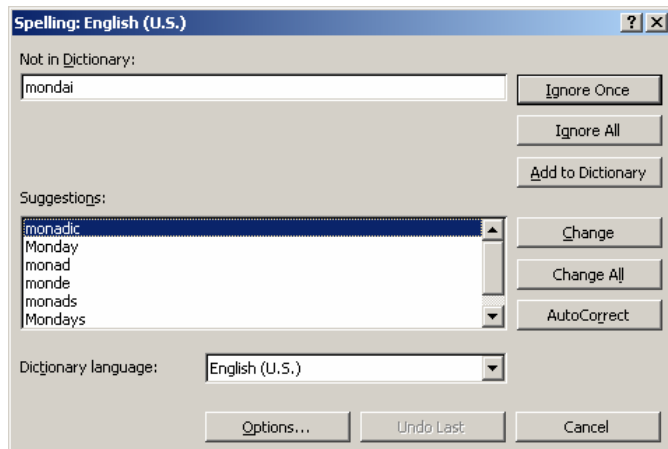 Spelling: English (U.S.)
Not in Dictionary:
mondai
Ignore Once
Ignore All
Add to Dictionary
Suggestions:
monadic
Monday
monad
monde
monads
Mondays
Change
Change All
AutoCorrect
Dictionary language:
English (U.S.)
Options...
Undo Last
Cancel